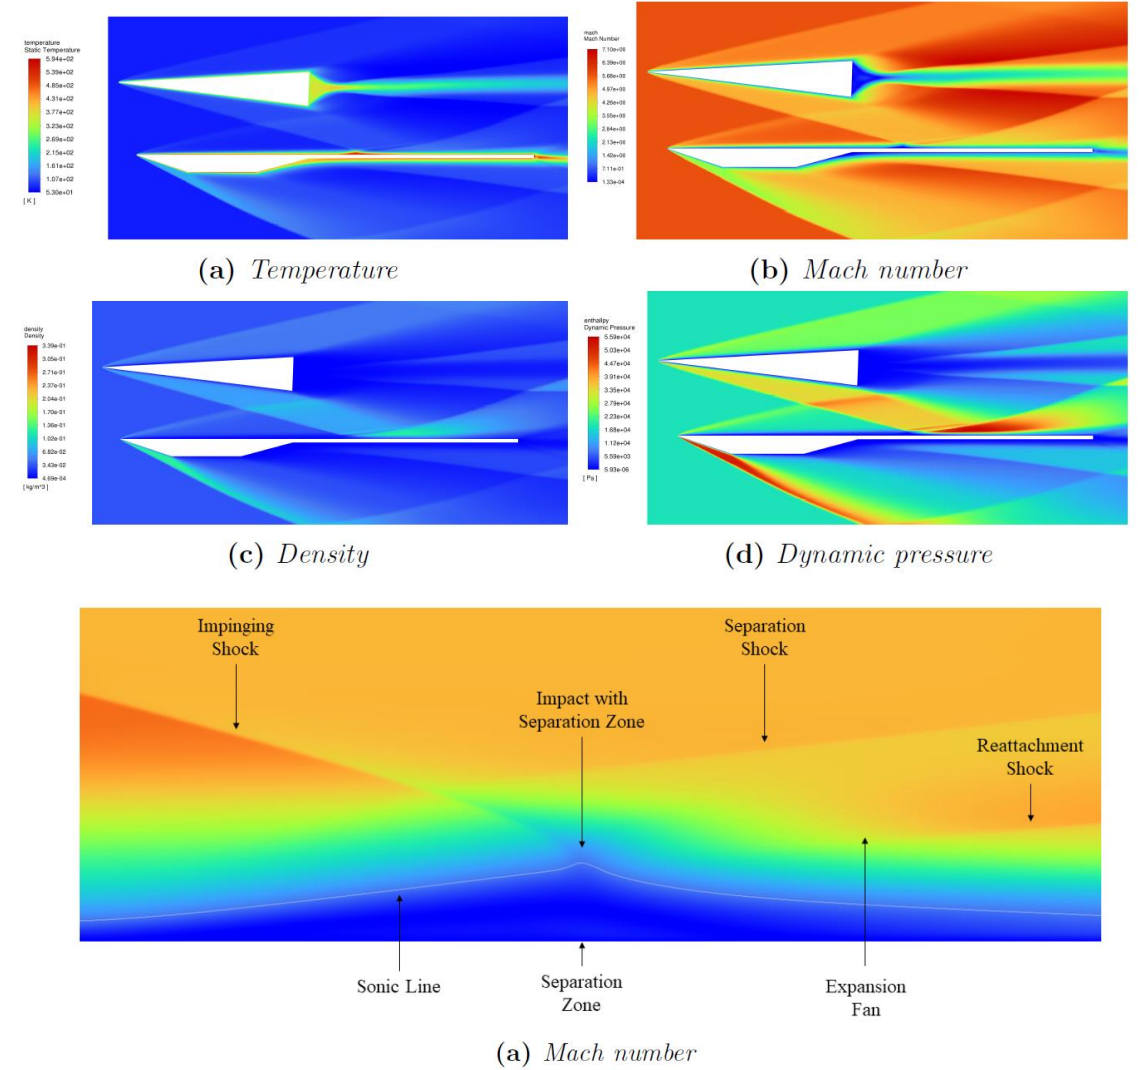 temperature
Static Temperature
5.94e+02
5.39e+02
4.85e+02
4.31e+02
3.77e+02
3.23e+02
2.69e+02
2.15e+02
1.61e+02
1.07e+02
5.30e+01
[ K ]
(a) Temperature
mach
Mach Number
7.10e+00
6.39e+00
5.68e+00
4.97e+00
4.26e+00
3.55e+00
2.84e+00
2.13e+00
1.42e+00
7.11e-01
1.33e-04
(b) Mach number
density
Density
3.39e-01
3.05e-01
2.71e-01
2.37e-01
2.04e-01
1.70e-01
1.36e-01
1.02e-01
6.82e-02
3.43e-02
4.69e-04
[ kg/m^3 ]
(c) Density
enthalpy
Dynamic Pressure
5.59e+04
5.03e+04
4.47e+04
3.91e+04
3.35e+04
2.79e+04
2.23e+04
1.68e+04
1.12e+04
5.59e+03
5.93e-06
[ Pa ]
(d) Dynamic pressure
Impinging
Shock
Separation
Shock
Impact with
Separation Zone
Reattachment
Shock
Sonic Line
Separation
Zone
Expansion
Fan
(a) Mach number